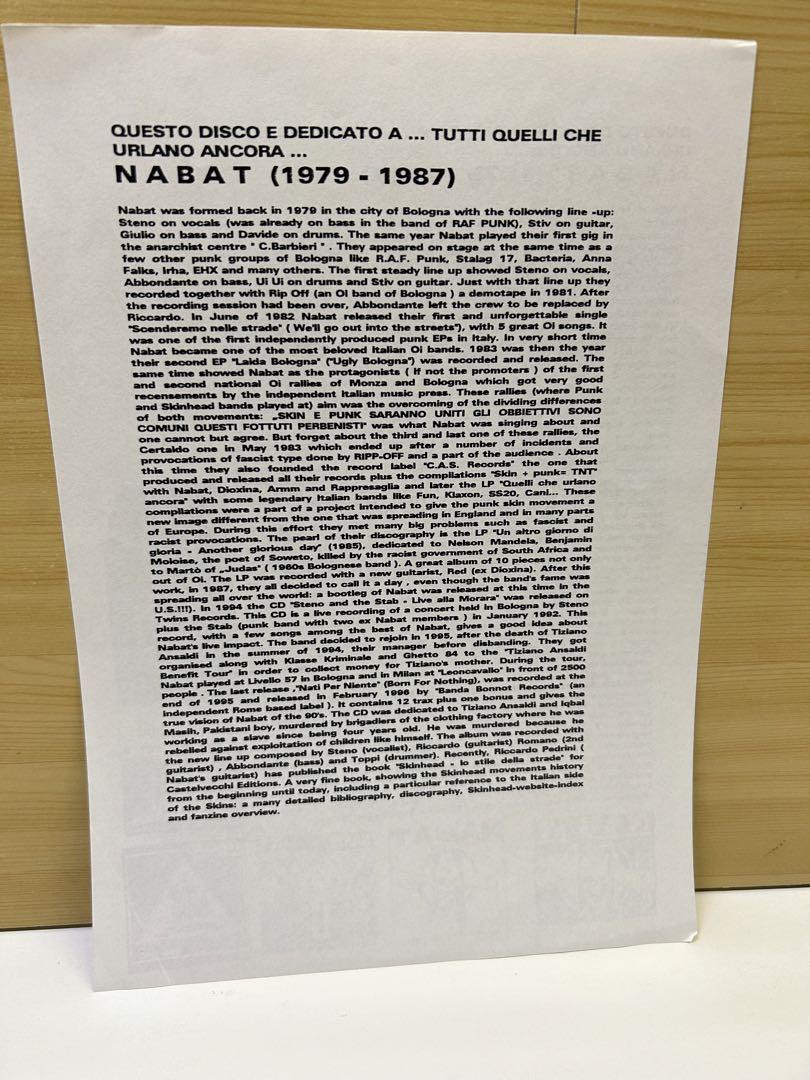 QUESTO DISCO E DEDICATO A ... TUTTI QUELLI CHE
URLANO ANCORA ...
NABAT (1979 - 1987)
Nabat was formed back in 1979 in the city of Bologna with the following line -up:
Steno on vocals (was already on bass in the band of RAF PUNK), Stiv on guitar,
Giulio on bass and Davide on drums. The same year Nabat played their first gig in
the anarchist centre " C.Barbieri " . They appeared on stage at the same time as a
few other punk groups of Bologna like R.A.F. Punk, Stalag 17, Bacteria, Anna
Falks, Irha, EHX and many others. The first steady line up showed Steno on vocals,
Abbondante on bass, Ui Ui on drums and Stiv on guitar. Just with that line up they
recorded together with Rip Off (an OI band of Bologna ) a demotape in 1981. After
the recording session had been over, Abbondante left the crew to be replaced by
Riccardo. In June of 1982 Nabat released their first and unforgettable single
"Scenderemo nelle strade" ( We'll go out into the streets"), with 5 great Oi songs. It
was one of the first independently produced punk EPs in Italy. In very short time
Nabat became one of the most beloved Italian Oi bands. 1983 was then the year
their second EP "Laida Bologna" ("Ugly Bologna") was recorded and released. The
same time showed Nabat as the protagonists ( if not the promoters ) of the first
and second national Oi rallies of Monza and Bologna which got very good
recensements by the independent Italian music press. These rallies (where Punk
and Skinhead bands played at) aim was the overcoming of the dividing differences
of both movements: „SKIN E PUNK SARANNO UNITI GLI OBBIETTIVI SONO
COMUNI QUESTI FOTTUTI PERBENISTI" was what Nabat was singing about and
one cannot but agree. But forget about the third and last one of these rallies, the
Certaldo one in May 1983 which ended up after a number of incidents and
provocations of fascist type done by RIPP-OFF and a part of the audience . About
this time they also founded the record label "C.A.S. Records" the one that
produced and released all their records plus the compilations "Skin + punk= TNT"
with Nabat, Dioxina, Armm and Rappresaglia and later the LP "Quelli che urlano
ancora" with some legendary Italian bands like Fun, Klaxon, SS20, Cani... These
compilations were a part of a project intended to give the punk skin movement a
new image different from the one that was spreading in England and in many parts
of Europe. During this effort they met many big problems such as fascist and
racist provocations. The pearl of their discography is the LP "Un altro giorno di
gloria - Another glorious day" (1985), dedicated to Nelson Mandela, Benjamin
Moloise, the poet of Soweto, killed by the racist government of South Africa and
to Martò of „Judas" ( 1960s Bolognese band ). A great album of 10 pieces not only
out of Oi. The LP was recorded with a new guitarist, Red (ex Dioxina). After this
work, in 1987, they all decided to call it a day , even though the band's fame was
spreading all over the world: a bootleg of Nabat was released at this time in the
U.S.!!!). In 1994 the CD "Steno and the Stab - Live alla Morara" was released on
Twins Records. This CD is a live recording of a concert held in Bologna by Steno
plus the Stab (punk band with two ex Nabat members ) in January 1992. This
record, with a few songs among the best of Nabat, gives a good idea about
Nabat's live impact. The band decided to rejoin in 1995, after the death of Tiziano
Ansaldi in the summer of 1994, their manager before disbanding. They got
organised along with Klasse Kriminale and Ghetto 84 to the "Tiziano Ansaldi
Benefit Tour" in order to collect money for Tiziano's mother. During the tour,
Nabat played at Livello 57 in Bologna and in Milan at "Leoncavallo" in front of 2500
people . The last release „Nati Per Niente" (Born For Nothing), was recorded at the
end of 1995 and released in February 1996 by "Banda Bonnot Records" (an
independent Rome based label ). It contains 12 trax plus one bonus and gives the
true vision of Nabat of the 90's. The CD was dedicated to Tiziano Ansaldi and Iqbal
Masih, Pakistani boy, murdered by brigadiers of the clothing factory where he was
working as a slave since being four years old. He was murdered because he
rebelled against exploitation of children like himself. The album was recorded with
the new line up composed by Steno (vocalist), Riccardo (guitarist) Romano (2nd
guitarist) , Abbondante (bass) and Toppi (drummer). Recently, Riccardo Pedrini (
Nabat's guitarist) has published the book "Skinhead - lo stile della strade" for
Castelvecchi Editions. A very fine book, showing the Skinhead movements history
from the beginning until today, including a particular reference to the Italian side
of the Skins: a many detailed bibliography, discography, Skinhead-website-index
and fanzine overview.